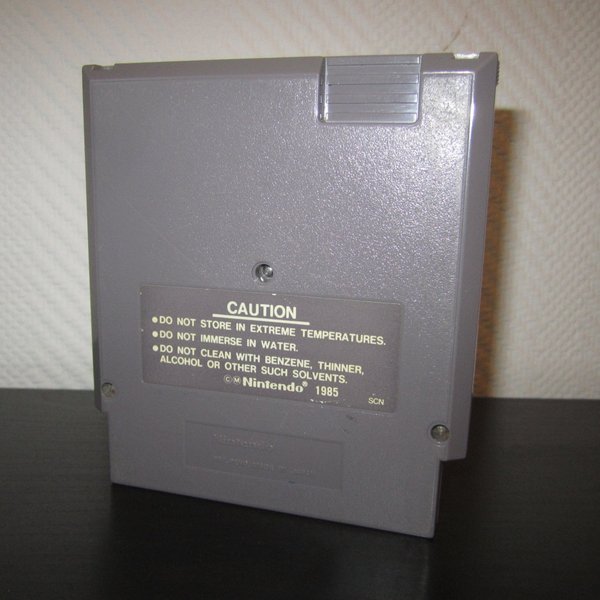 CAUTION
●DO NOT STORE IN EXTREME TEMPERATURES.
●DO NOT IMMERSE IN WATER.
●DO NOT CLEAN WITH BENZENE, THINNER,
ALCOHOL OR OTHER SUCH SOLVENTS.
©Ⓜ Nintendo® 1985
SCN
Nintendo